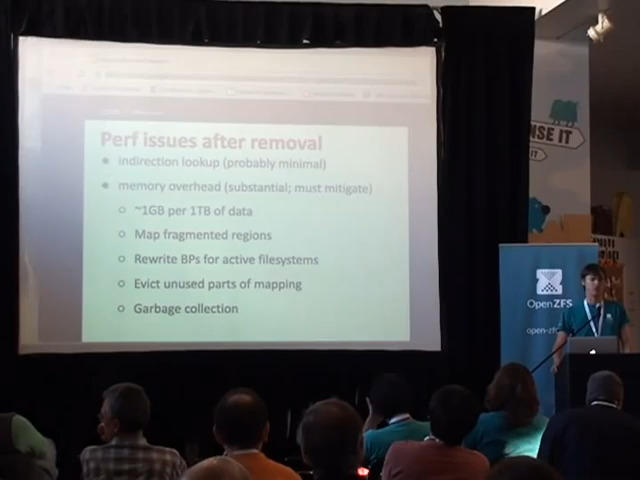 Perf issues after removal
● indirection lookup (probably minimal)
● memory overhead (substantial; must mitigate)
○ ~1GB per 1TB of data
○ Map fragmented regions
○ Rewrite BPs for active filesystems
○ Evict unused parts of mapping
○ Garbage collection
NSE IT
IT
OpenZFS
open-zfs